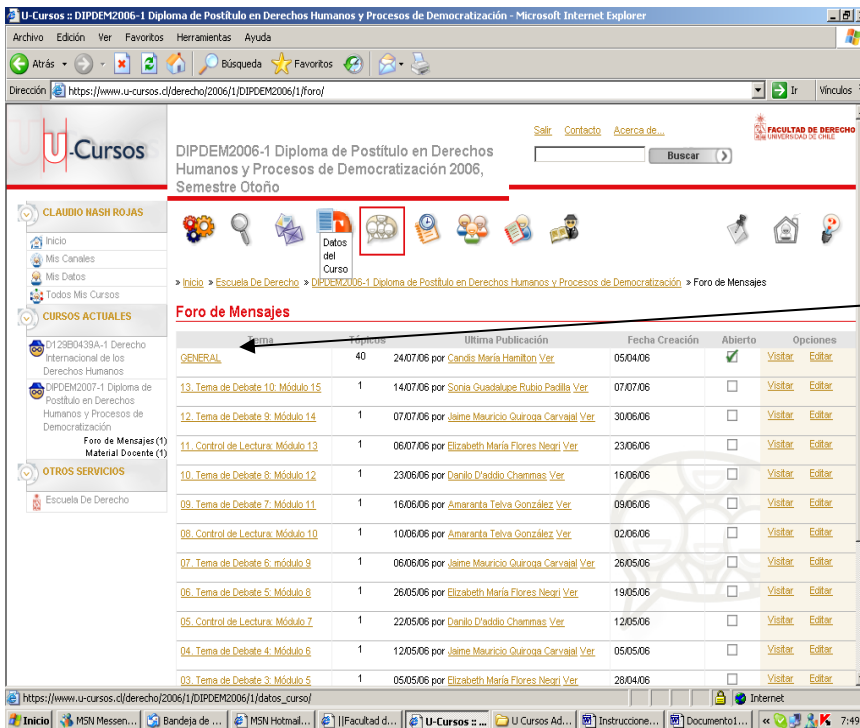 U-Cursos :: DIPDEM2006-1 Diploma de Postítulo en Derechos Humanos y Procesos de Democratización - Microsoft Internet Explorer
Archivo Edición Ver Favoritos Herramientas Ayuda
Atrás Búsqueda Favoritos
Dirección https://www.u-cursos.cl/derecho/2006/1/DIPDEM2006/1/foro/ Ir Vínculos
U-Cursos
Salir Contacto Acerca de...
Buscar
FACULTAD DE DERECHO
UNIVERSIDAD DE CHILE
DIPDEM2006-1 Diploma de Postítulo en Derechos
Humanos y Procesos de Democratización 2006,
Semestre Otoño
CLAUDIO NASH ROJAS
Inicio
Mis Canales
Mis Datos
Todos Mis Cursos
CURSOS ACTUALES
D129B0439A-1 Derecho
Internacional de los
Derechos Humanos
DIPDEM2007-1 Diploma de
Postítulo en Derechos
Humanos y Procesos de
Democratización
Foro de Mensajes (1)
Material Docente (1)
OTROS SERVICIOS
Escuela De Derecho
Datos
del
Curso
» Inicio » Escuela De Derecho » DIPDEM2006-1 Diploma de Postítulo en Derechos Humanos y Procesos de Democratización » Foro de Mensajes
Foro de Mensajes
Tema Tópicos Ultima Publicación Fecha Creación Abierto Opciones
GENERAL 40 24/07/06 por Candis María Hamilton Ver 05/04/06 Visitar Editar
13. Tema de Debate 10: Módulo 15 1 14/07/06 por Sonia Guadalupe Rubio Padilla Ver 07/07/06 Visitar Editar
12. Tema de Debate 9: Módulo 14 1 07/07/06 por Jaime Mauricio Quiroga Carvajal Ver 30/06/06 Visitar Editar
11. Control de Lectura: Módulo 13 1 06/07/06 por Elizabeth María Flores Negri Ver 23/06/06 Visitar Editar
10. Tema de Debate 8: Módulo 12 1 23/06/06 por Danilo D'addio Chammas Ver 16/06/06 Visitar Editar
09. Tema de Debate 7: Módulo 11 1 16/06/06 por Amaranta Telva González Ver 09/06/06 Visitar Editar
08. Control de Lectura: Módulo 10 1 10/06/06 por Amaranta Telva González Ver 02/06/06 Visitar Editar
07. Tema de Debate 6: módulo 9 1 06/06/06 por Jaime Mauricio Quiroga Carvajal Ver 26/05/06 Visitar Editar
06. Tema de Debate 5: Módulo 8 1 26/05/06 por Elizabeth María Flores Negri Ver 19/05/06 Visitar Editar
05. Control de Lectura: Módulo 7 1 22/05/06 por Danilo D'addio Chammas Ver 12/05/06 Visitar Editar
04. Tema de Debate 4: Módulo 6 1 12/05/06 por Jaime Mauricio Quiroga Carvajal Ver 05/05/06 Visitar Editar
03. Tema de Debate 3: Módulo 5 1 05/05/06 por Elizabeth María Flores Negri Ver 28/04/06 Visitar Editar
https://www.u-cursos.cl/derecho/2006/1/DIPDEM2006/1/datos_curso/ Internet
Inicio MSN Messen... Bandeja de ... MSN Hotmail... ||Facultad d... U-Cursos :: ... U Cursos Ad... Instruccione... Documento1... « 7:49